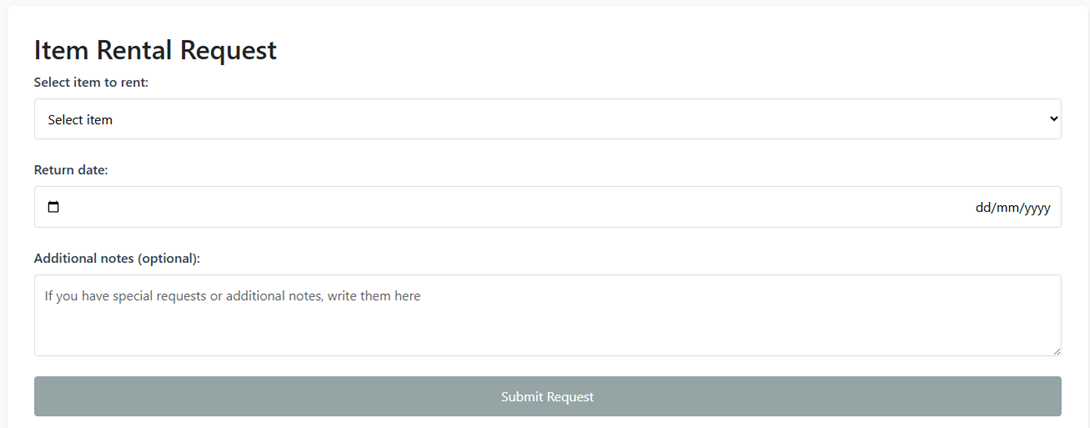 Item Rental Request
Select item to rent:
Select item
Return date:
dd/mm/yyyy
Additional notes (optional):
If you have special requests or additional notes, write them here
Submit Request